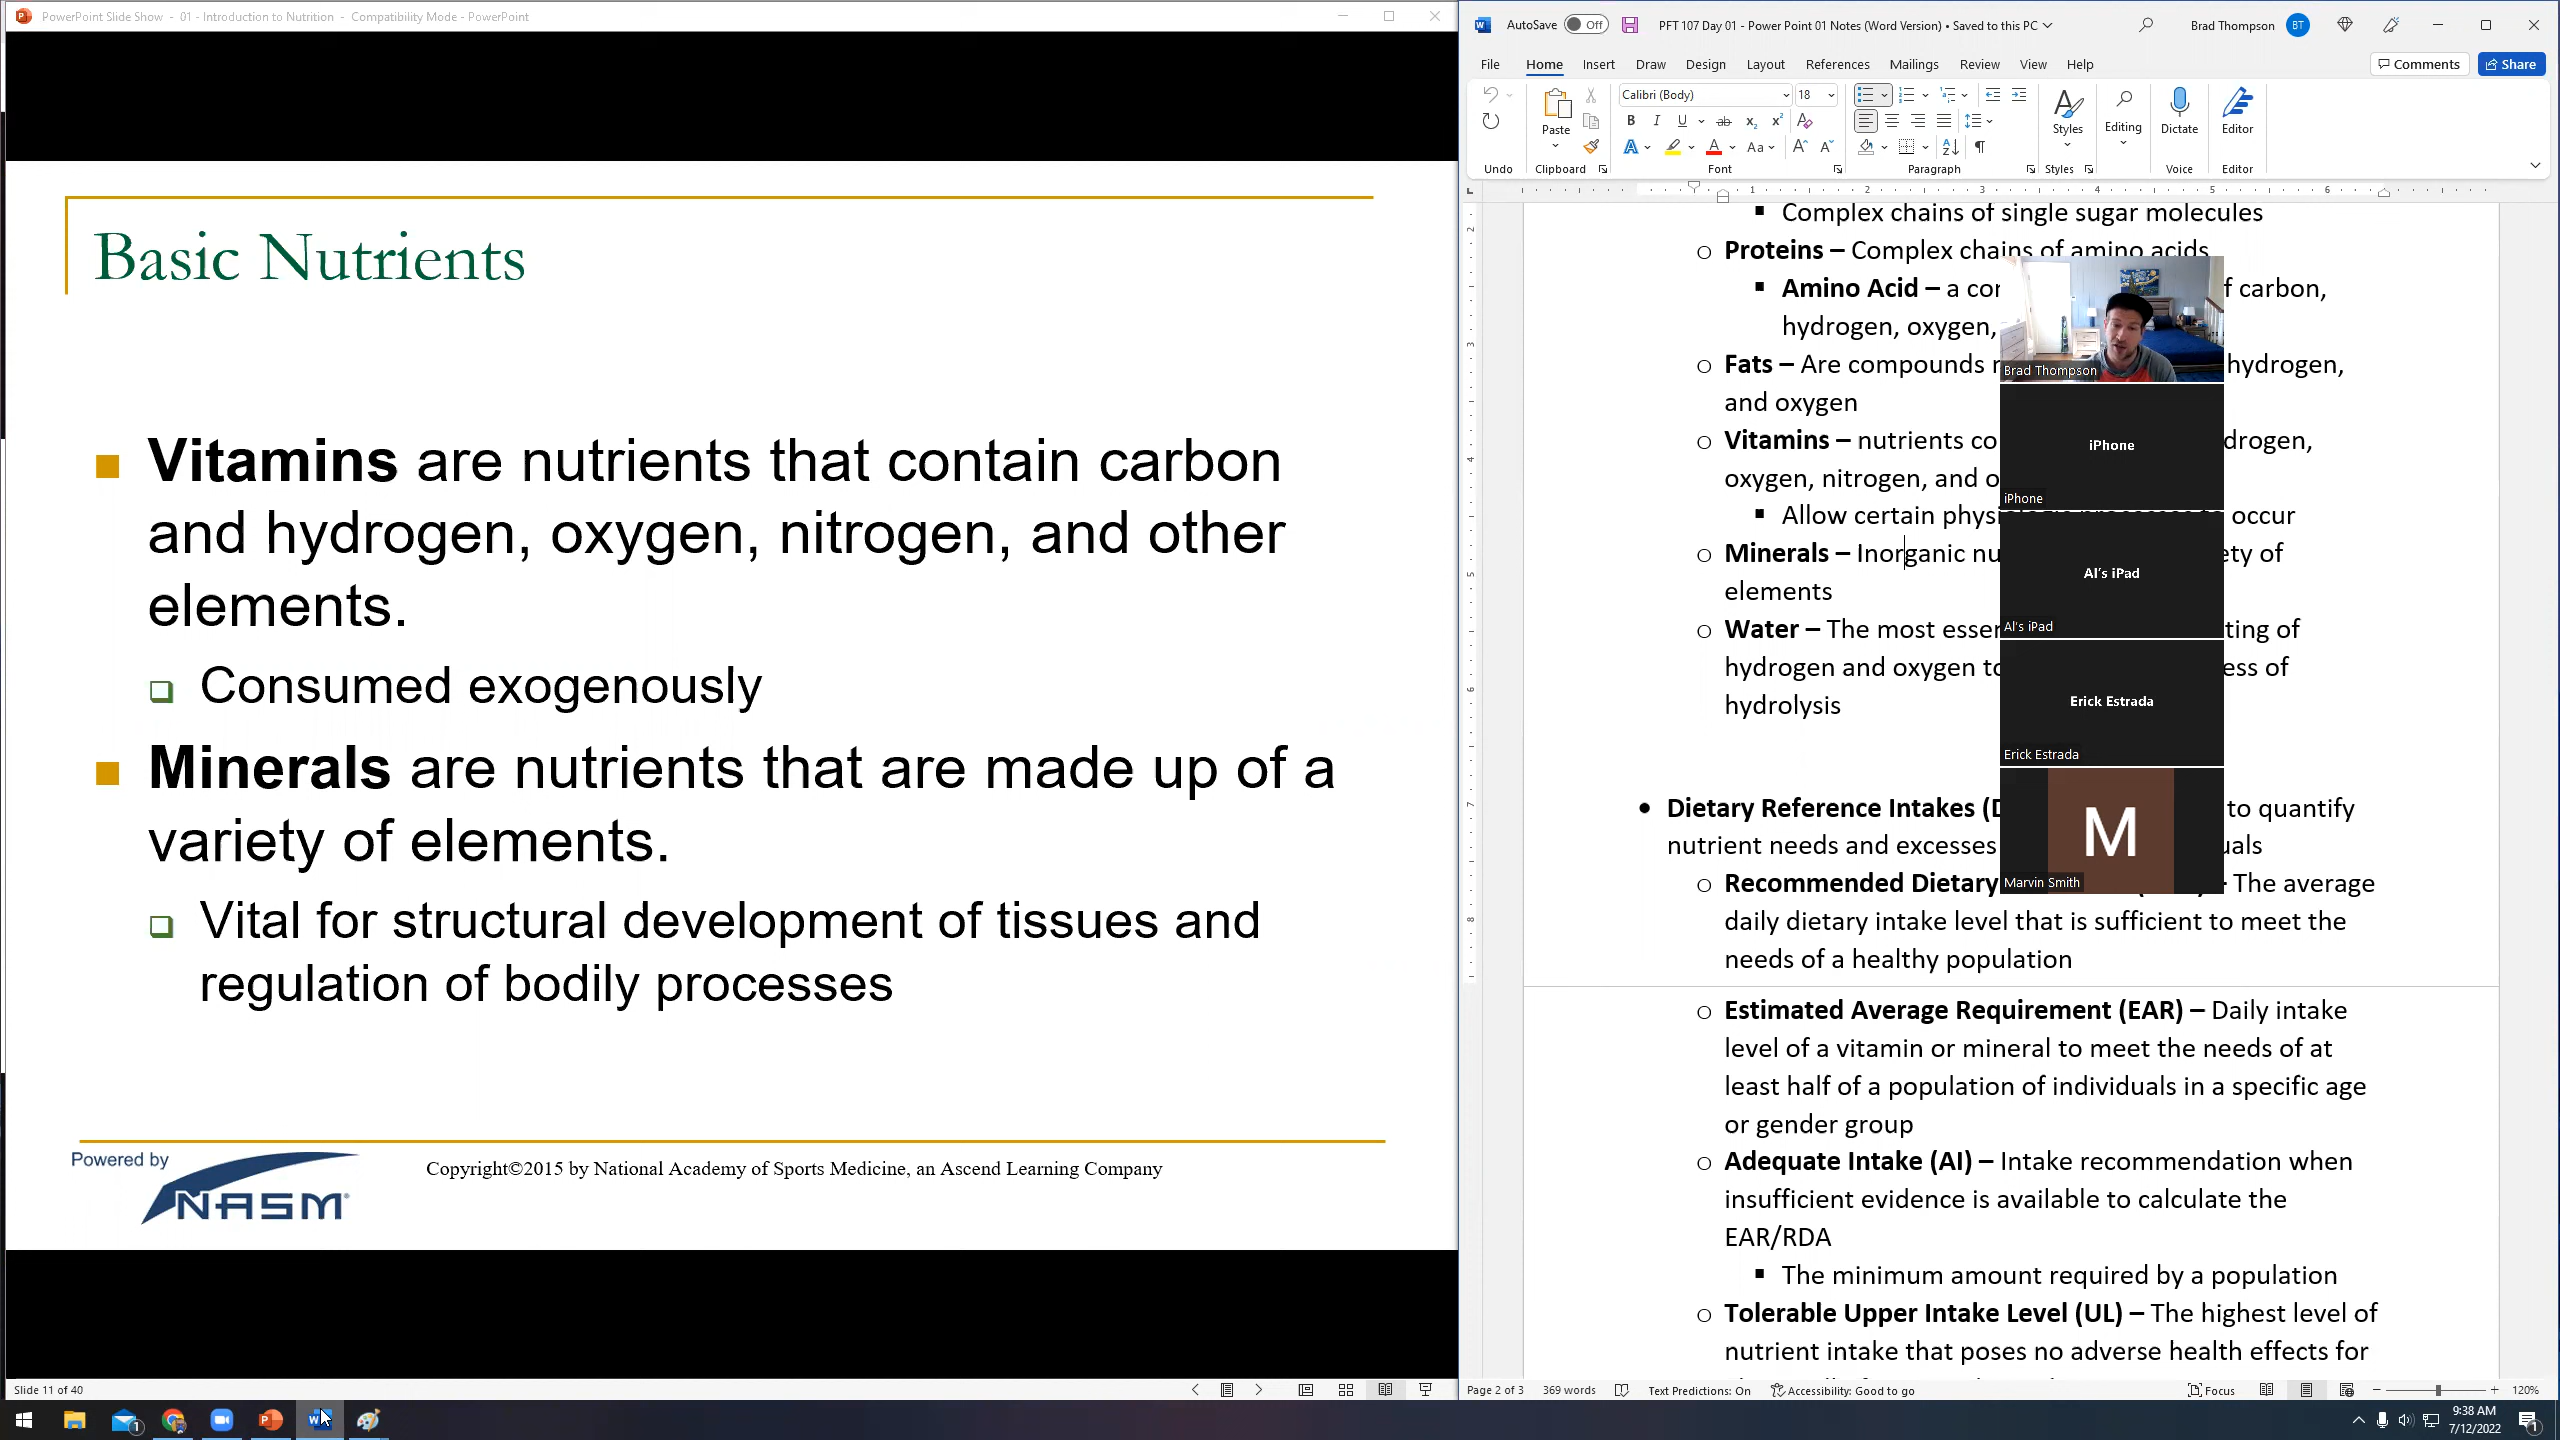 PowerPoint Slide Show - 01 - Introduction to Nutrition - Compatibility Mode - PowerPoint
Basic Nutrients
Vitamins are nutrients that contain carbon
and hydrogen, oxygen, nitrogen, and other
elements.
Consumed exogenously
Minerals are nutrients that are made up of a
variety of elements.
Vital for structural development of tissues and
regulation of bodily processes
Powered by
NASM
Copyright©2015 by National Academy of Sports Medicine, an Ascend Learning Company
Slide 11 of 40
AutoSave Off PFT 107 Day 01 - Power Point 01 Notes (Word Version) • Saved to this PC Brad Thompson BT
File Home Insert Draw Design Layout References Mailings Review View Help Comments Share
Calibri (Body) 18
Paste Styles Editing Dictate Editor
Undo Clipboard Font Paragraph Styles Voice Editor
1 2 3 4 5 6
Complex chains of single sugar molecules
Proteins – Complex chains of amino acids
Amino Acid – a of carbon,
hydrogen, oxygen,
Fats – Are compounds hydrogen,
and oxygen
Vitamins – nutrients
oxygen, nitrogen, and
Allow certain occur
Minerals – Inorganic
elements
Water – The most of
hydrogen and oxygen of
hydrolysis
Brad Thompson
iPhone
iPhone
Al's iPad
Al's iPad
Erick Estrada
Erick Estrada
M
Marvin Smith
Dietary Reference Intakes to quantify
nutrient needs and excesses
Recommended Dietary – The average
daily dietary intake level that is sufficient to meet the
needs of a healthy population
Estimated Average Requirement (EAR) – Daily intake
level of a vitamin or mineral to meet the needs of at
least half of a population of individuals in a specific age
or gender group
Adequate Intake (AI) – Intake recommendation when
insufficient evidence is available to calculate the
EAR/RDA
The minimum amount required by a population
Tolerable Upper Intake Level (UL) – The highest level of
nutrient intake that poses no adverse health effects for
Page 2 of 3 369 words Text Predictions: On Accessibility: Good to go Focus 120%
9:38 AM
7/12/2022